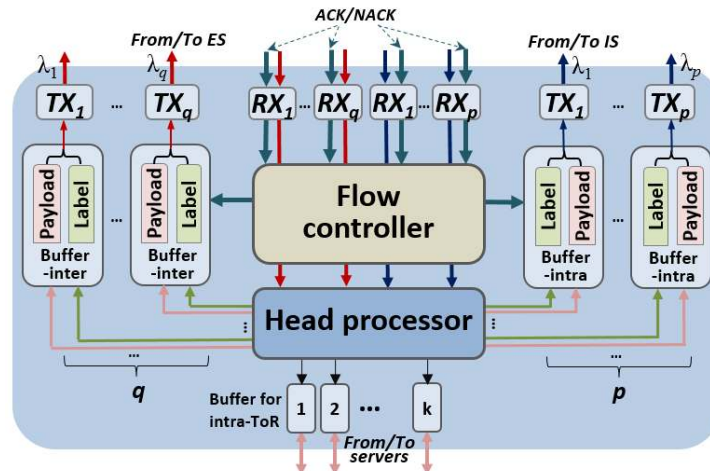 ACK/NACK
From/To ES
From/To IS
λ1
λq
λ1
λp
TX1
...
TXq
RX1
...
RXq
RX1
...
RXp
TX1
...
TXp
Payload
Label
Buffer
-inter
...
Payload
Label
Buffer
-inter
Flow
controller
Label
Payload
Buffer
-intra
...
Label
Payload
Buffer
-intra
Head processor
...
...
...
...
q
p
Buffer for
intra-ToR
1
2
...
k
From/To
servers